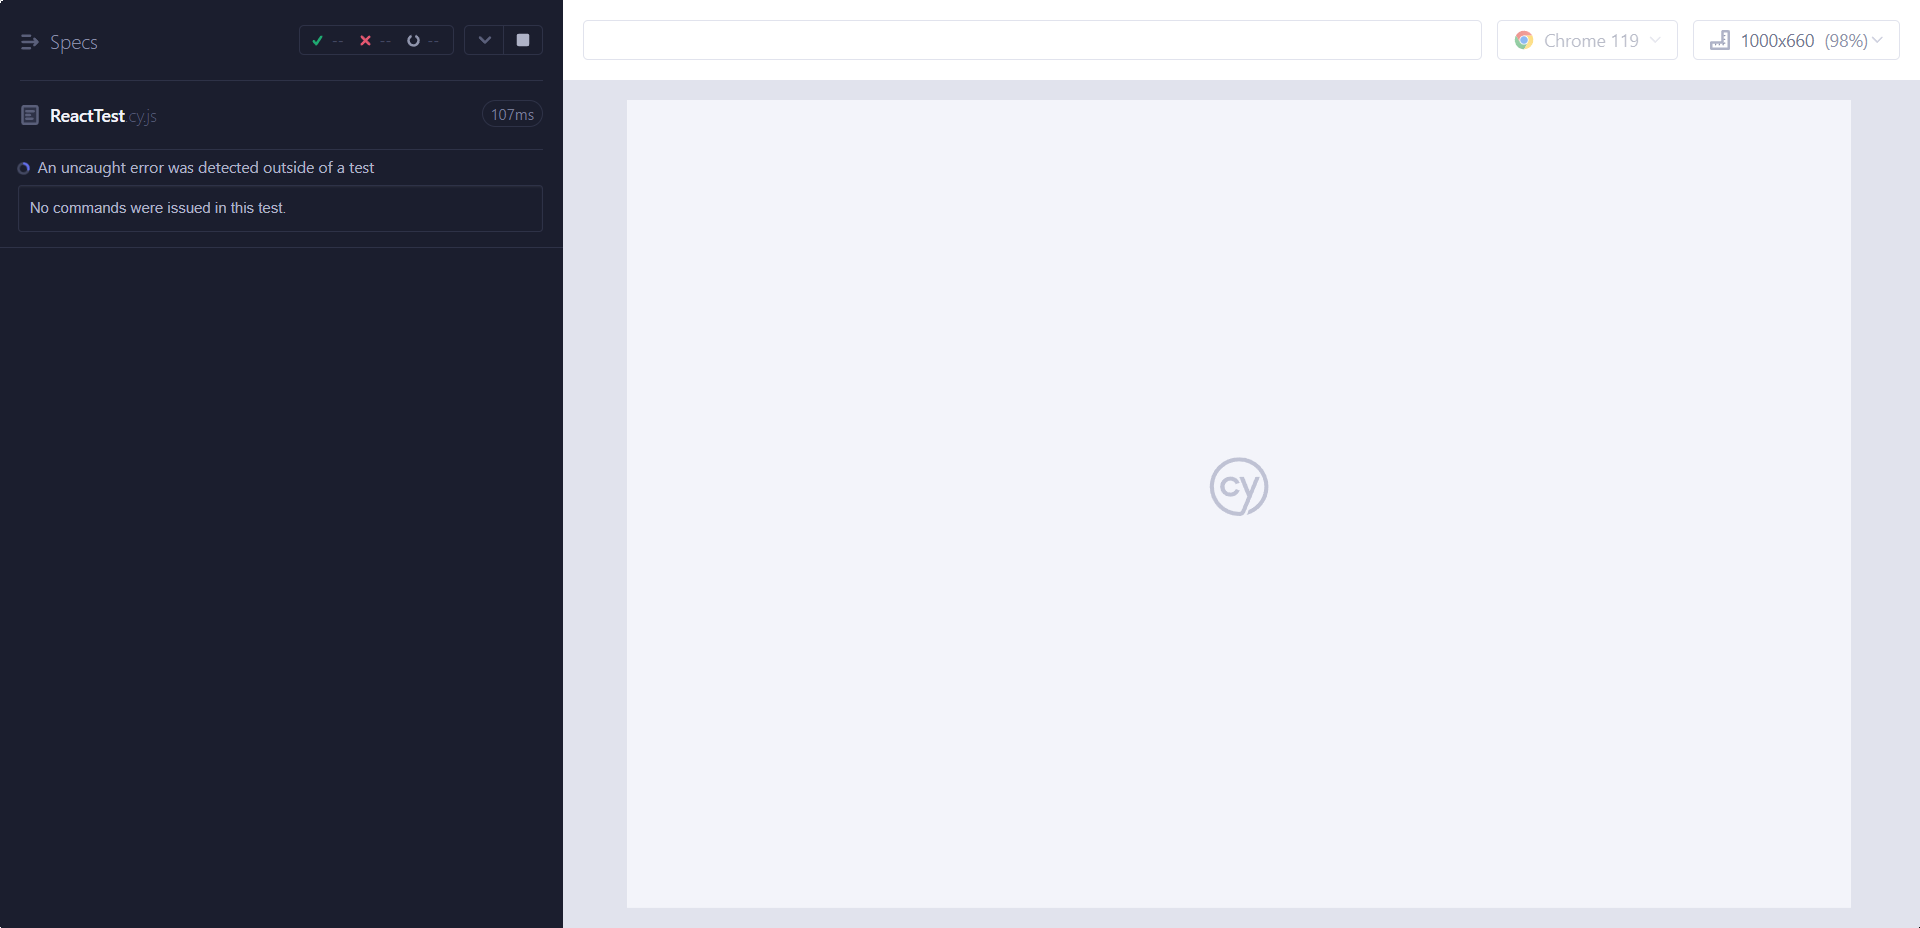 Specs
-- -- --
Chrome 119
1000x660 (98%)
ReactTest.cy.js
107ms
An uncaught error was detected outside of a test
No commands were issued in this test.
cy